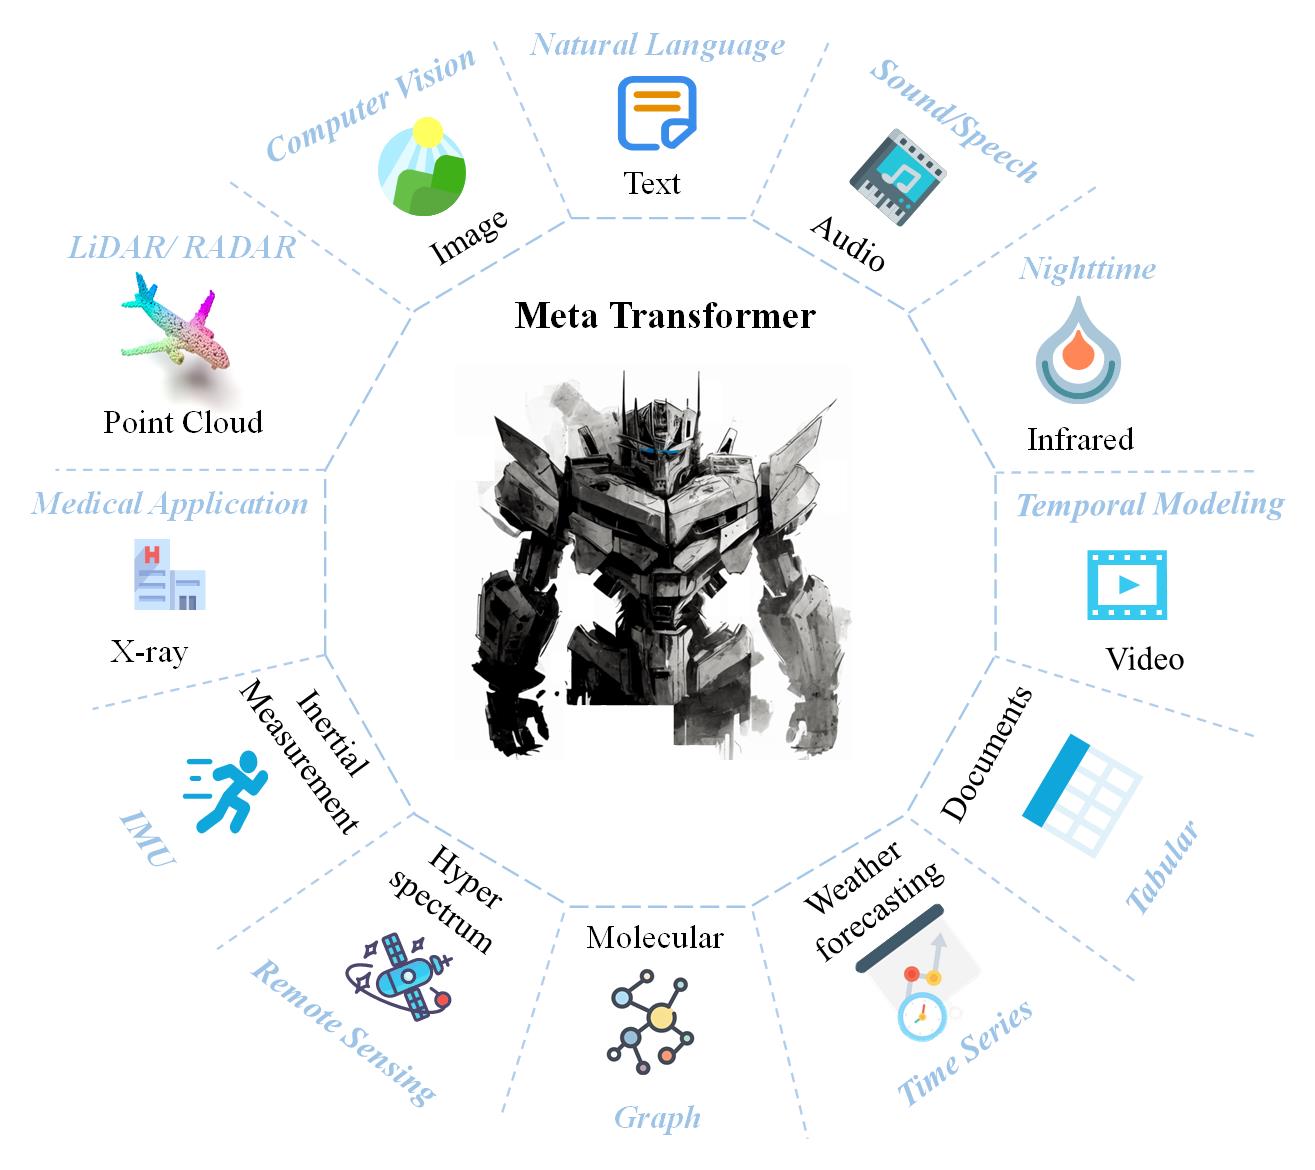 Natural Language
Text
Sound/Speech
Audio
Nighttime
Infrared
Temporal Modeling
Video
Documents
Tabular
Weather
forecasting
Time Series
Molecular
Graph
Hyper
spectrum
Remote Sensing
Inertial
Measurement
IMU
Medical Application
H
X-ray
LiDAR/ RADAR
Point Cloud
Computer Vision
Image
Meta Transformer